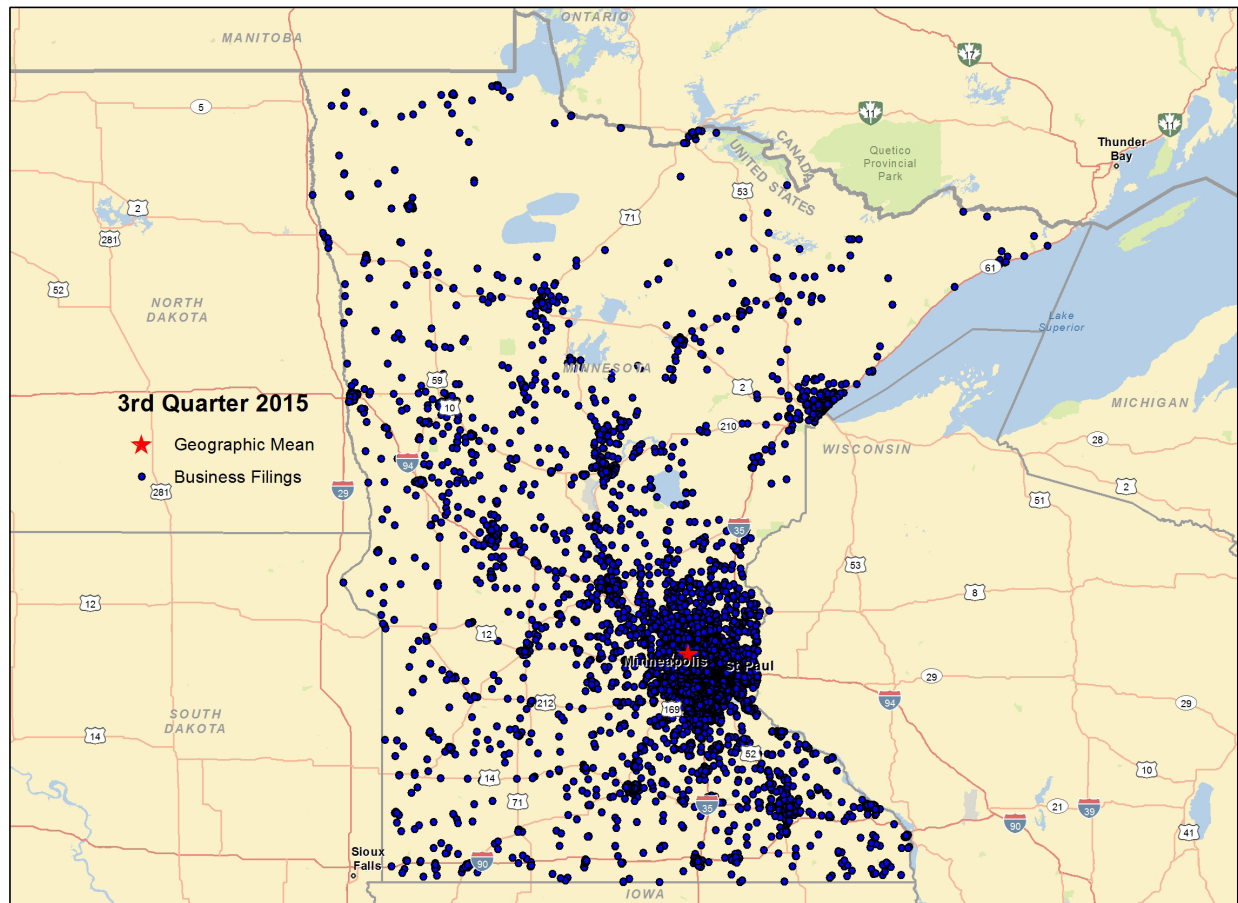 ONTARIO
MANITOBA
17
5
11
11
CANADA
UNITED STATES
Thunder
Bay
Quetico
Provincial
Park
53
2
71
281
61
52
NORTH
DAKOTA
Lake
Superior
MINNESOTA
59
2
10
3rd Quarter 2015
MICHIGAN
Geographic Mean
210
28
WISCONSIN
94
Business Filings
281
29
2
51
35
53
12
8
12
Minneapolis
St Paul
29
94
212
169
29
SOUTH
DAKOTA
14
52
10
14
71
35
21
39
90
41
Sioux
Falls
90
IOWA